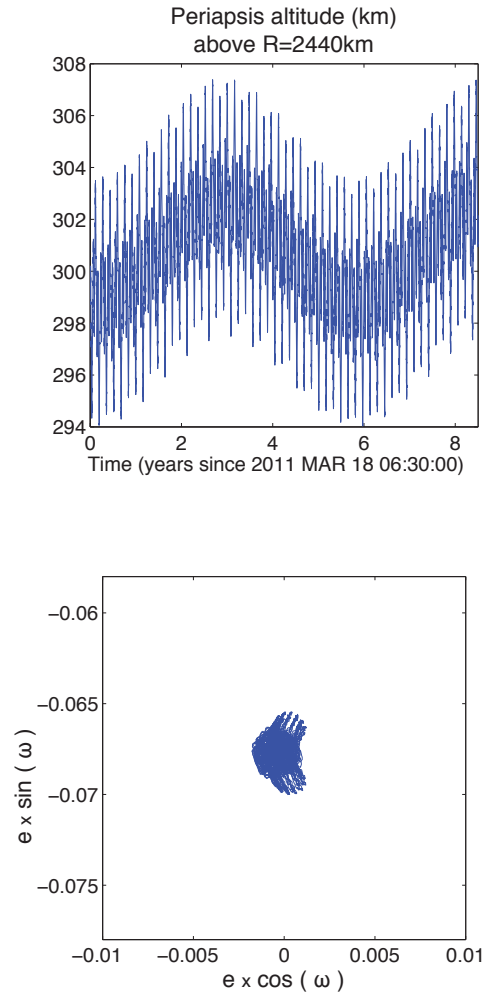 Periapsis altitude (km)
above R=2440km
308
306
304
302
300
298
296
294
0 2 4 6 8
Time (years since 2011 MAR 18 06:30:00)
−0.06
−0.065
−0.07
−0.075
e x sin ( ω )
−0.01 −0.005 0 0.005 0.01
e x cos ( ω )